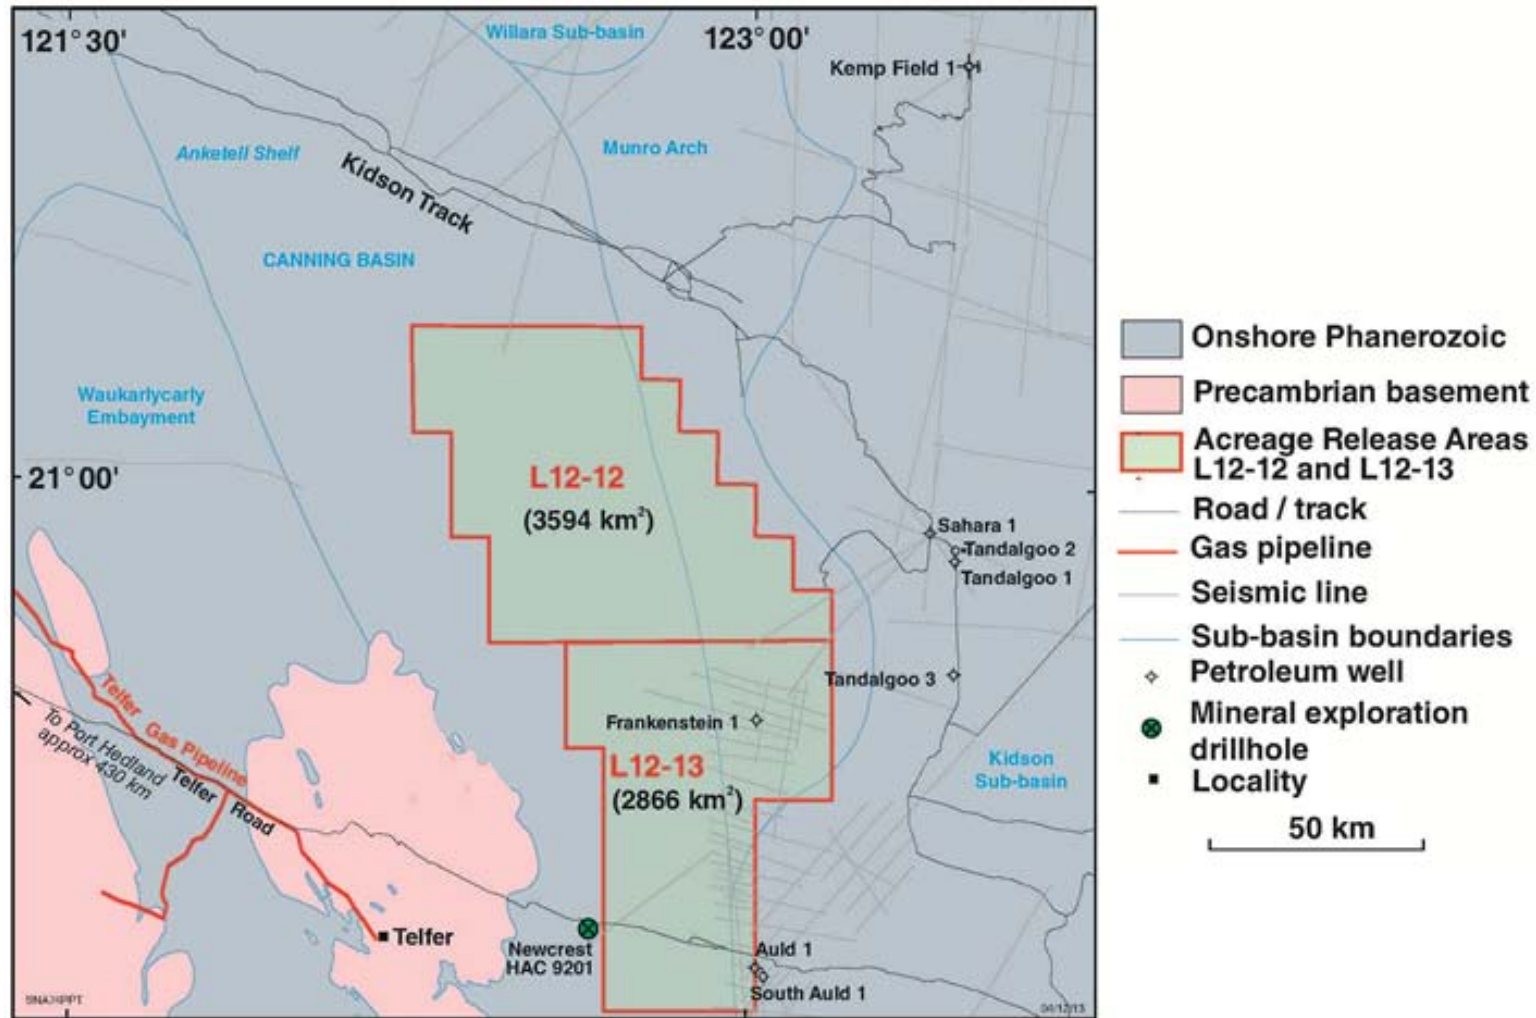 121°30'
Willara Sub-basin
123°00'
Kemp Field 1
Anketell Shelf
Kidson Track
Munro Arch
CANNING BASIN
Waukarlycarly
Embayment
21°00'
L12-12
(3594 km²)
Sahara 1
Tandalgoo 2
Tandalgoo 1
Tandalgoo 3
Frankenstein 1
Telfer Gas Pipeline
To Port Hedland
approx 430 km
Telfer Road
L12-13
(2866 km²)
Kidson
Sub-basin
Telfer
Newcrest
HAC 9201
Auld 1
South Auld 1
Onshore Phanerozoic
Precambrian basement
Acreage Release Areas
L12-12 and L12-13
Road / track
Gas pipeline
Seismic line
Sub-basin boundaries
Petroleum well
Mineral exploration
drillhole
Locality
50 km